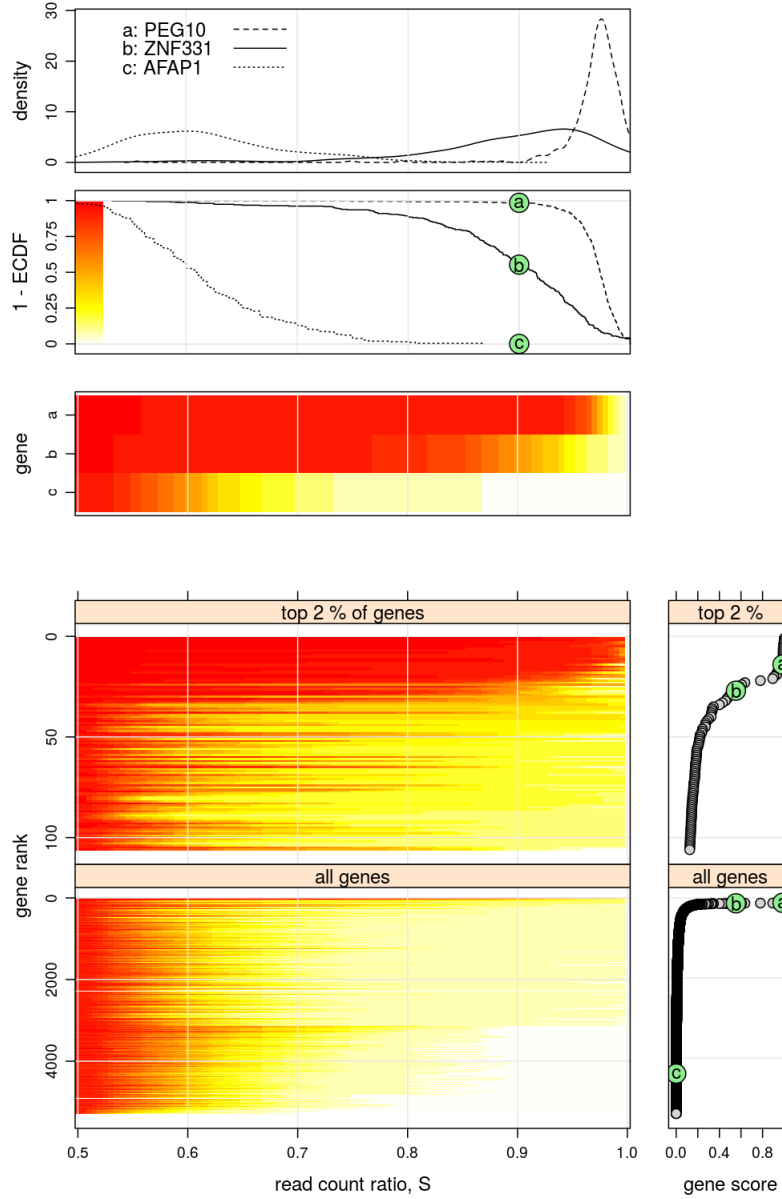 density
0 10 20 30
a: PEG10
b: ZNF331
c: AFAP1
1 - ECDF
0 0.25 0.5 0.75 1
a
b
c
gene
a
b
c
top 2 % of genes
top 2 %
gene rank
0
50
100
a
b
all genes
all genes
0
2000
4000
a
b
c
0.5 0.6 0.7 0.8 0.9 1.0
0.0 0.4 0.8
read count ratio, S
gene score